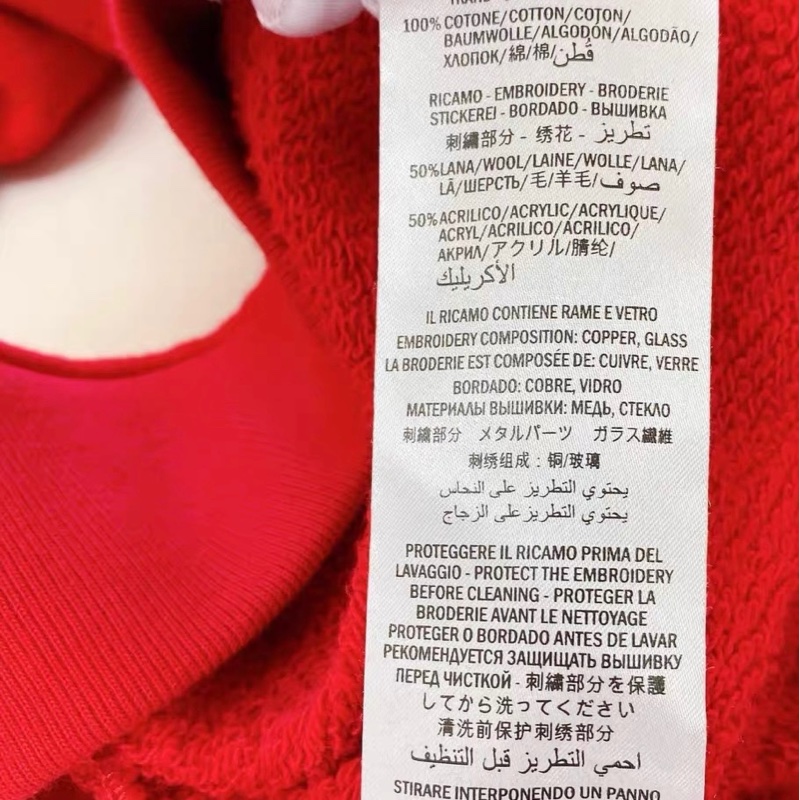 100% COTONE/COTTON/COTON/
BAUMWOLLE/ALGODÓN/ALGODÃO/
ХЛОПОК/綿/棉/قطن
RICAMO - EMBROIDERY - BRODERIE
STICKEREI - BORDADO - ВЫШИВКА
刺繍部分 - 绣花 - تطريز
50%LANA/WOOL/LAINE/WOLLE/LANA/
LÃ/ШЕРСТЬ/毛/羊毛/صوف
50%ACRILICO/ACRYLIC/ACRYLIQUE/
ACRYL/ACRÍLICO/ACRÍLICO/
АКРИЛ/アクリル/腈纶/
الأكريليك
IL RICAMO CONTIENE RAME E VETRO
EMBROIDERY COMPOSITION: COPPER, GLASS
LA BRODERIE EST COMPOSÉE DE: CUIVRE, VERRE
BORDADO: COBRE, VIDRO
МАТЕРИАЛЫ ВЫШИВКИ: МЕДЬ, СТЕКЛО
刺繍部分 メタルパーツ ガラス繊維
刺绣组成：铜/玻璃
يحتوي التطريز على النحاس
يحتوي التطريز على الزجاج
PROTEGGERE IL RICAMO PRIMA DEL
LAVAGGIO - PROTECT THE EMBROIDERY
BEFORE CLEANING - PROTEGER LA
BRODERIE AVANT LE NETTOYAGE
PROTEGER O BORDADO ANTES DE LAVAR
РЕКОМЕНДУЕТСЯ ЗАЩИЩАТЬ ВЫШИВКУ
ПЕРЕД ЧИСТКОЙ - 刺繍部分を保護
してから洗ってください
清洗前保护刺绣部分
احمي التطريز قبل التنظيف
STIRARE INTERPONENDO UN PANNO